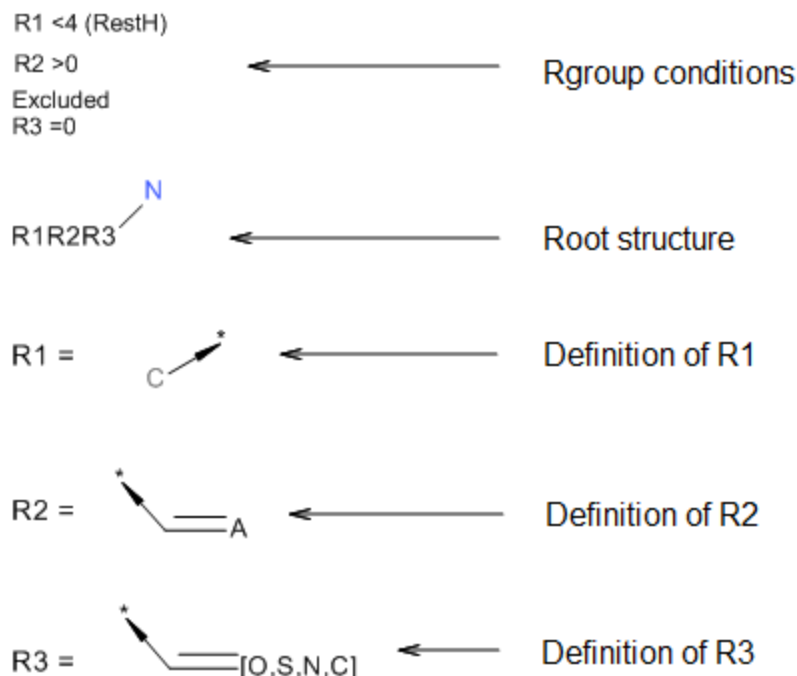 R1 <4 (RestH)
R2 >0
Excluded
R3 =0
Rgroup conditions
N
R1R2R3
Root structure
R1 =
*
C
Definition of R1
R2 =
*
A
Definition of R2
R3 =
*
[O,S,N,C]
Definition of R3